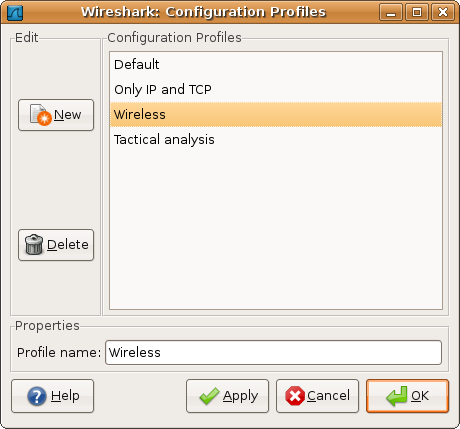 Wireshark: Configuration Profiles
Edit
Configuration Profiles
Default
Only IP and TCP
New
Wireless
Tactical analysis
Delete
Properties
Profile name: Wireless
Help Apply Cancel OK